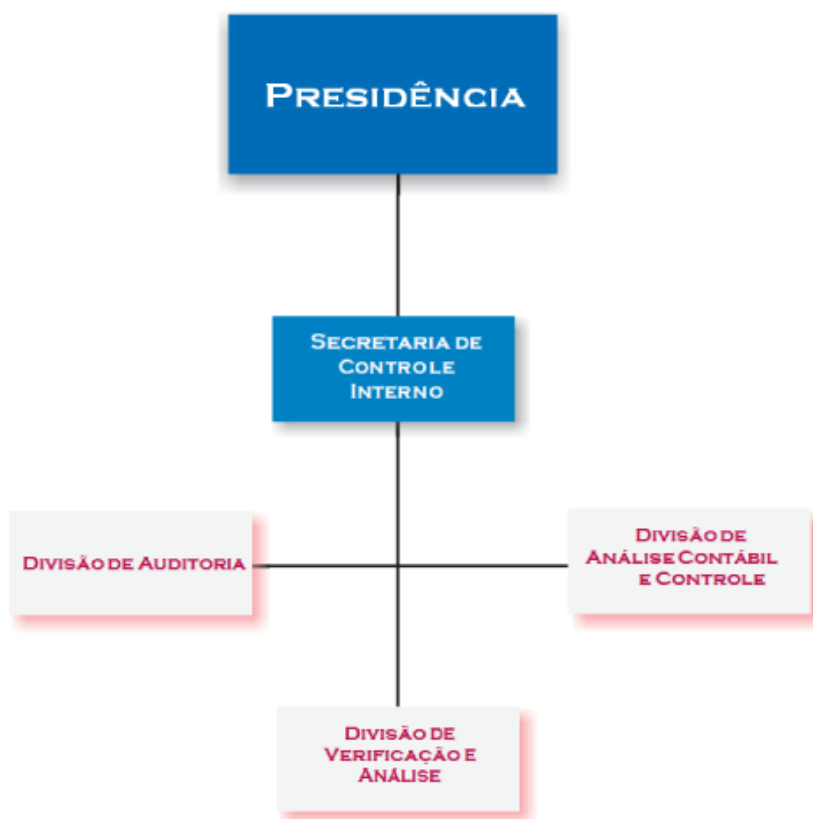 PRESIDÊNCIA
SECRETARIA DE
CONTROLE
INTERNO
DIVISÃO DE AUDITORIA
DIVISÃO DE
ANÁLISE CONTÁBIL
E CONTROLE
DIVISÃO DE
VERIFICAÇÃO E
ANÁLISE